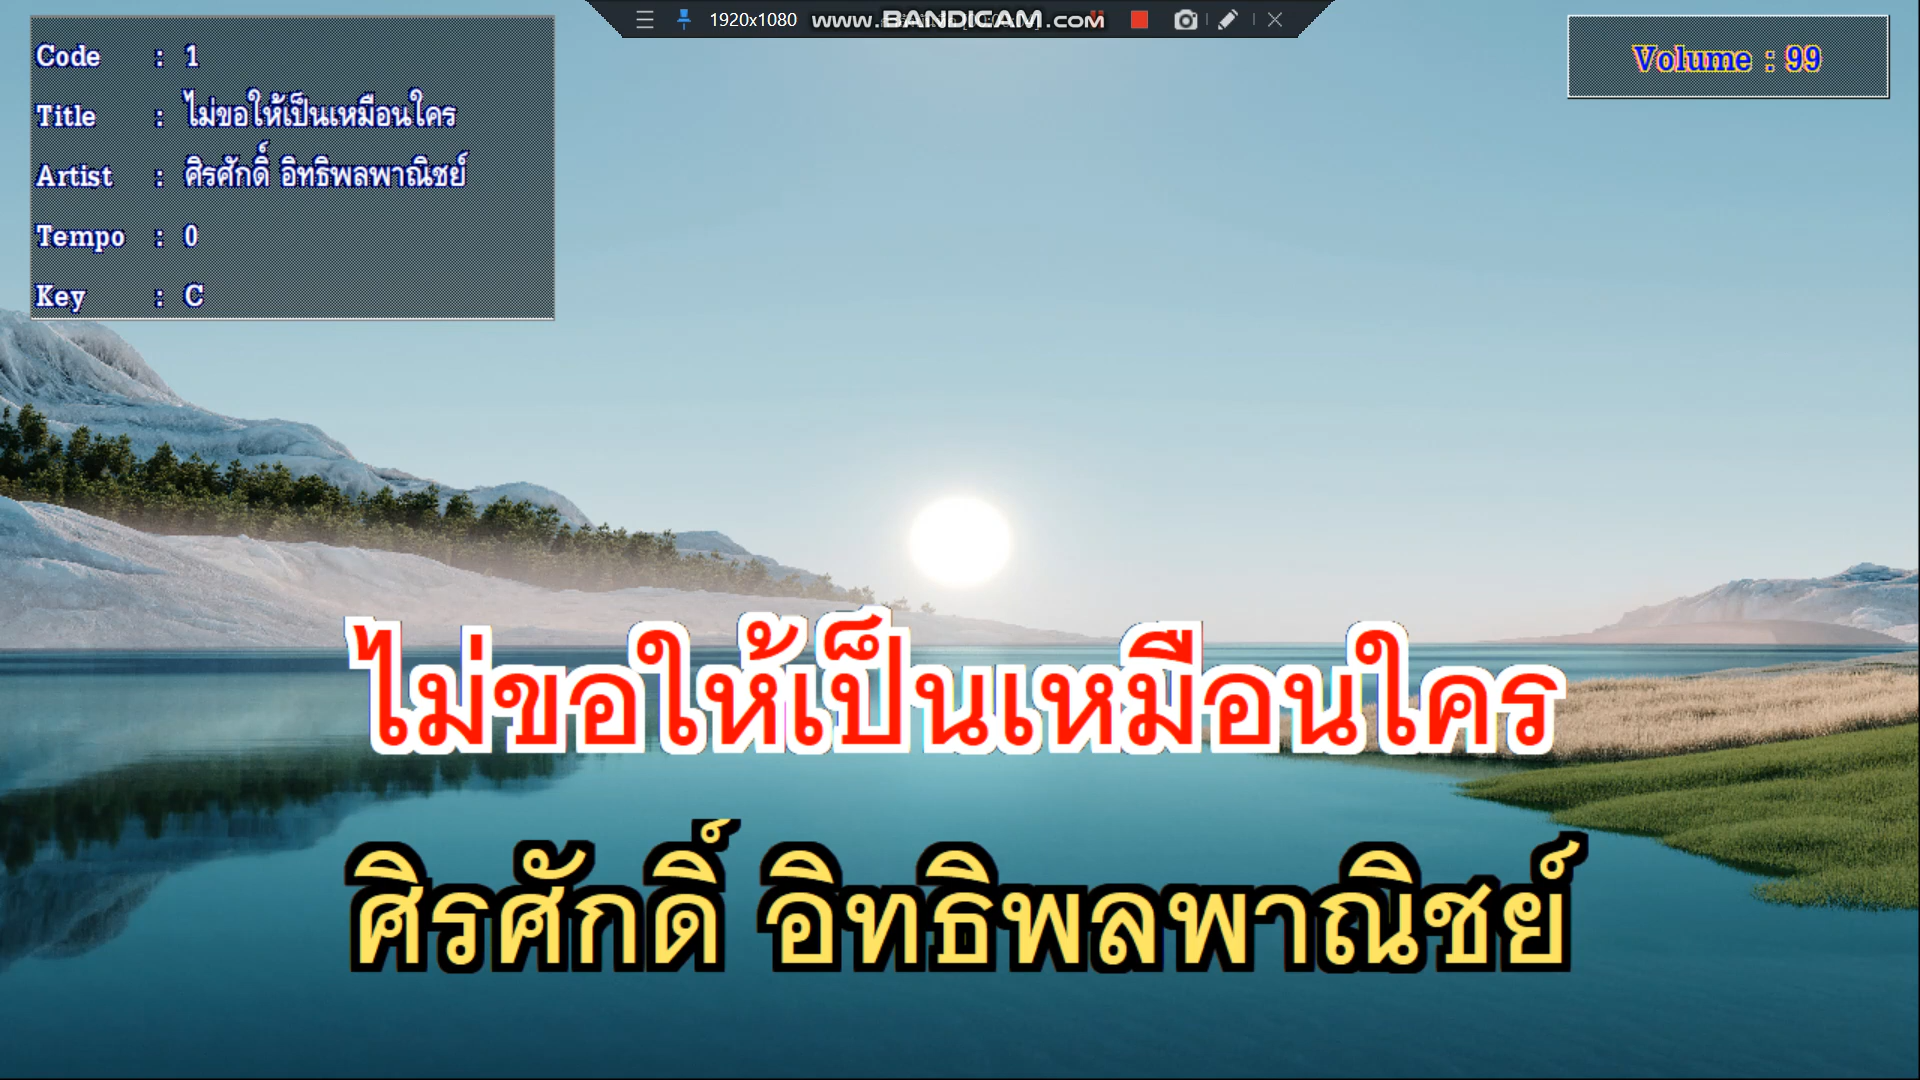 1920x1080 www.BANDICAM.com
Code : 1
Title : ไม่ขอให้เป็นเหมือนใคร
Artist : ศิรศักดิ์ อิทธิพลพาณิชย์
Tempo : 0
Key : C
Volume : 99
ไม่ขอให้เป็นเหมือนใคร
ศิรศักดิ์ อิทธิพลพาณิชย์